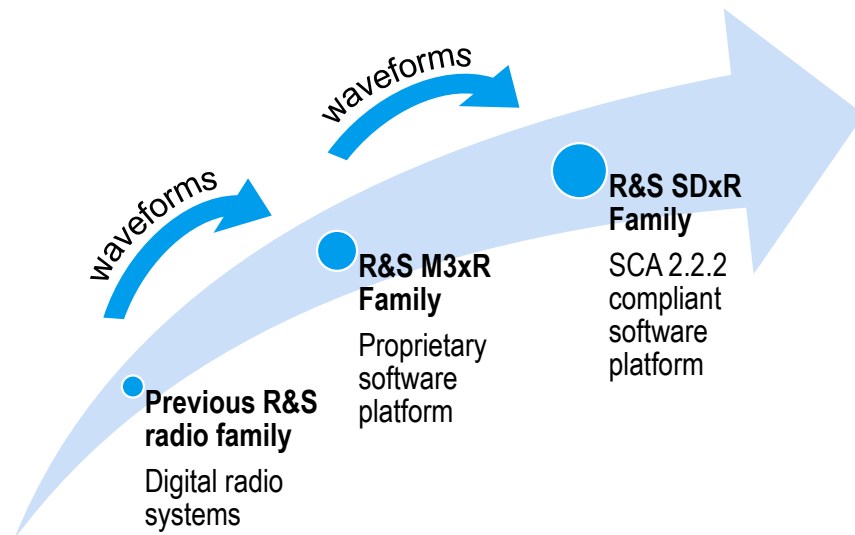 waveforms
waveforms
Previous R&S
radio family
Digital radio
systems
R&S M3xR
Family
Proprietary
software
platform
R&S SDxR
Family
SCA 2.2.2
compliant
software
platform